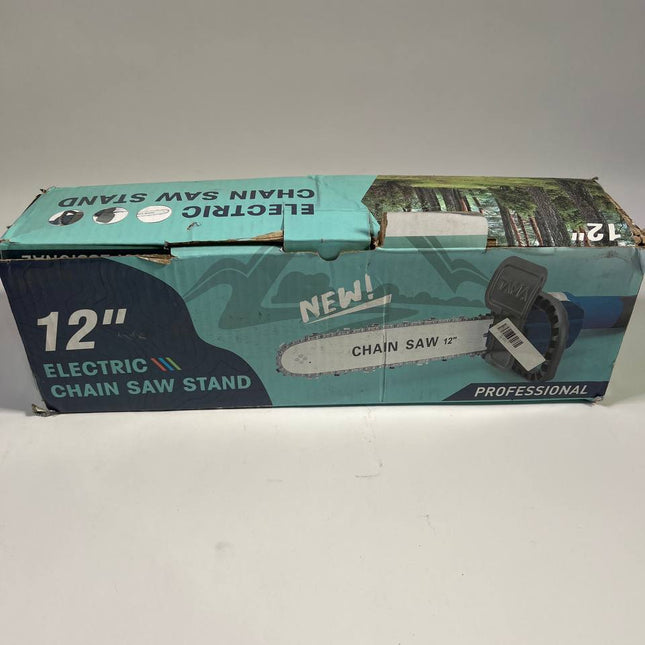 ELECTRIC
CHAIN SAW STAND
12"
NEW!
12"
ELECTRIC
CHAIN SAW STAND
CHAIN SAW 12"
PROFESSIONAL